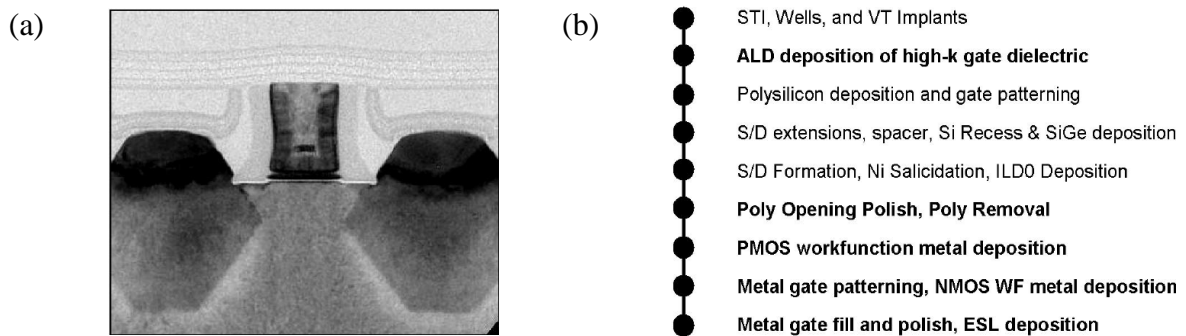 (a)
(b)
STI, Wells, and VT Implants
ALD deposition of high-k gate dielectric
Polysilicon deposition and gate patterning
S/D extensions, spacer, Si Recess & SiGe deposition
S/D Formation, Ni Salicidation, ILD0 Deposition
Poly Opening Polish, Poly Removal
PMOS workfunction metal deposition
Metal gate patterning, NMOS WF metal deposition
Metal gate fill and polish, ESL deposition